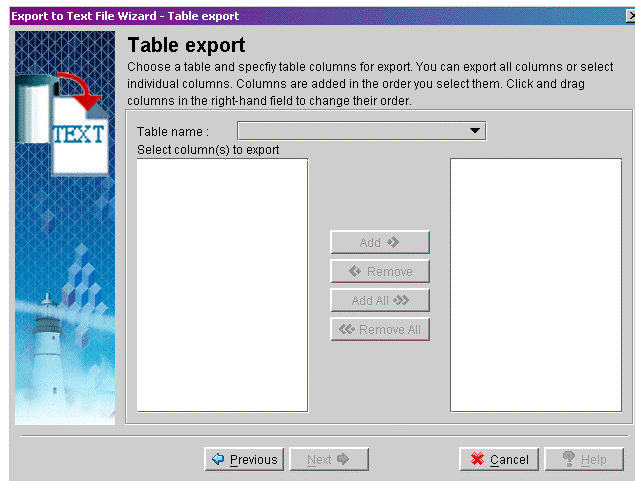 Export to Text File Wizard - Table export
Table export
Choose a table and specfiy table columns for export. You can export all columns or select
individual columns. Columns are added in the order you select them. Click and drag
columns in the right-hand field to change their order.
TEXT
Table name :
Select column(s) to export
Add
Remove
Add All
Remove All
Previous
Next
Cancel
Help